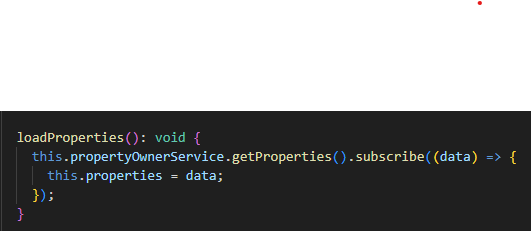 loadProperties(): void {
this.propertyOwnerService.getProperties().subscribe((data) => {
this.properties = data;
});
}